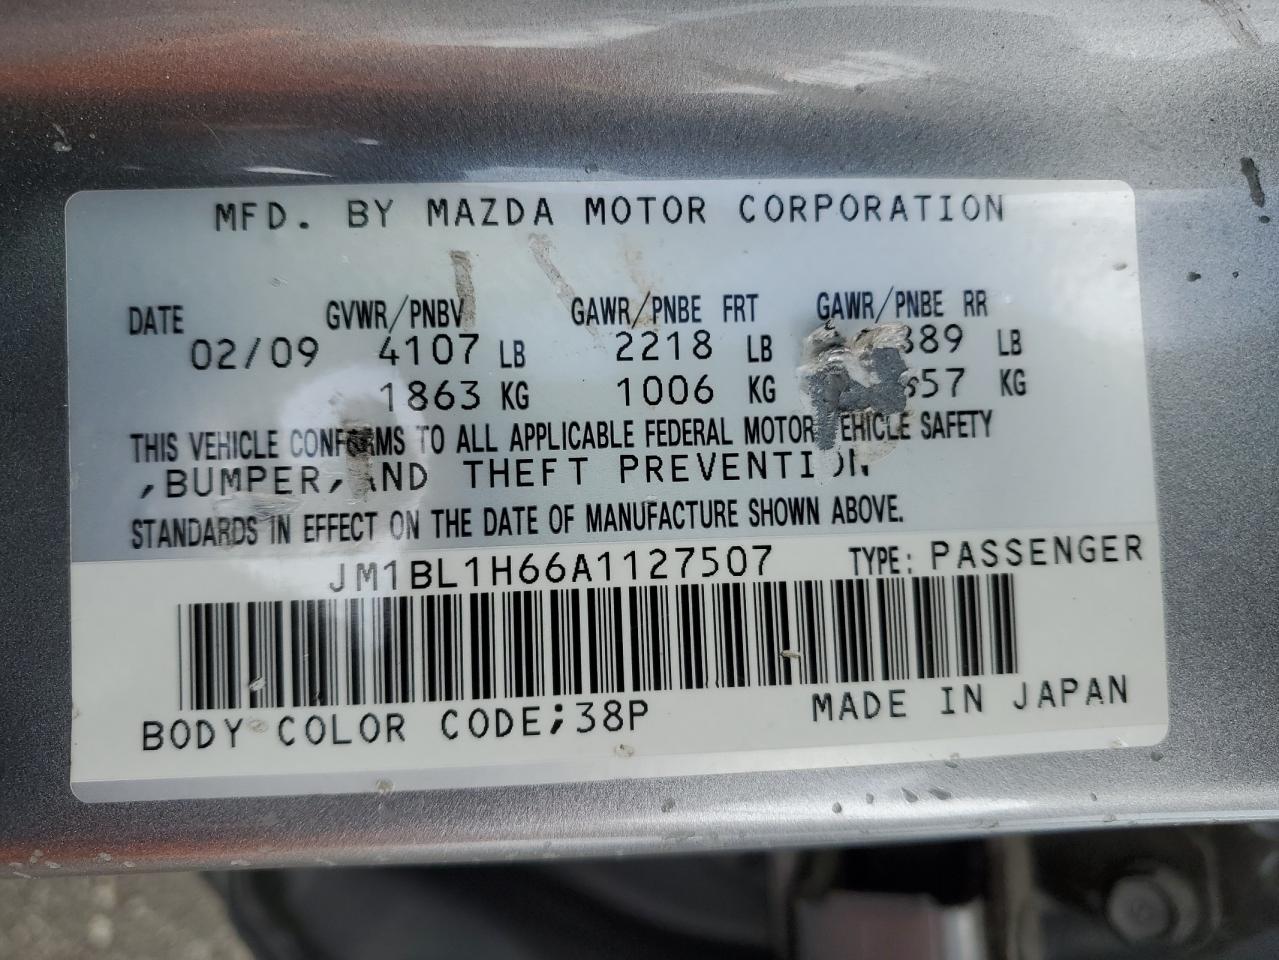 MFD. BY MAZDA MOTOR CORPORATION
DATE GVWR/PNBV GAWR/PNBE FRT GAWR/PNBE RR
02/09 4107 LB 2218 LB LB
1863 KG 1006 KG KG
THIS VEHICLE CONFORMS TO ALL APPLICABLE FEDERAL MOTOR VEHICLE SAFETY
,BUMPER, AND THEFT PREVENTION
STANDARDS IN EFFECT ON THE DATE OF MANUFACTURE SHOWN ABOVE.
JM1BL1H66A1127507 TYPE: PASSENGER
BODY COLOR CODE;38P MADE IN JAPAN